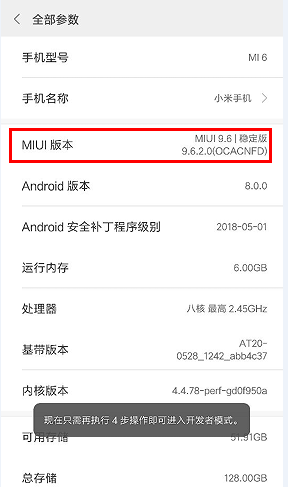 全部参数
手机型号 MI 6
手机名称 小米手机
MIUI 版本 MIUI 9.6 | 稳定版
9.6.2.0(OCACNFD)
Android 版本 8.0.0
Android 安全补丁程序级别 2018-05-01
运行内存 6.00GB
处理器 八核 最高 2.45GHz
基带版本 AT20-
0528_1242_abb4c37
内核版本 4.4.78-perf-gd0f950a
现在只需再执行 4 步操作即可进入开发者模式。
可用存储 51.91GB
总存储 128.00GB